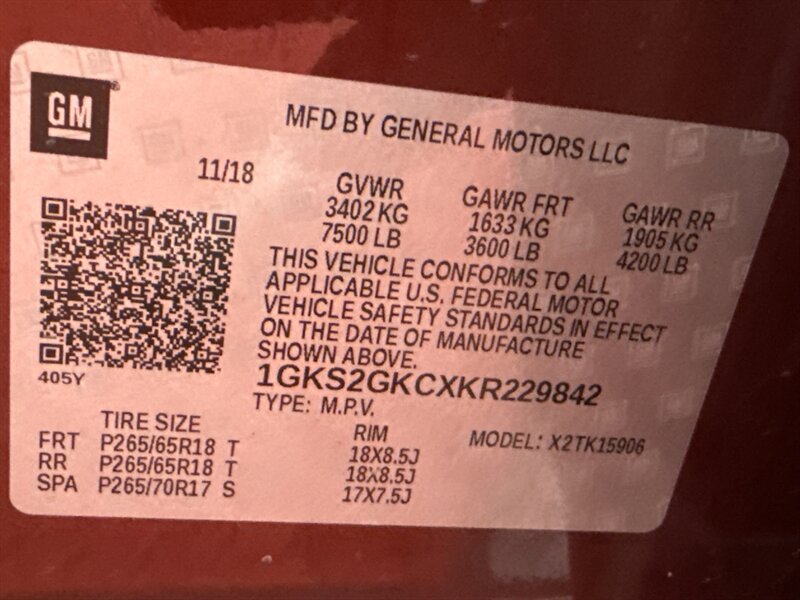 GM
MFD BY GENERAL MOTORS LLC
11/18
GVWR
3402 KG
7500 LB
GAWR FRT
1633 KG
3600 LB
GAWR RR
1905 KG
4200 LB
THIS VEHICLE CONFORMS TO ALL
APPLICABLE U.S. FEDERAL MOTOR
VEHICLE SAFETY STANDARDS IN EFFECT
ON THE DATE OF MANUFACTURE
SHOWN ABOVE.
405Y
1GKS2GKCXKR229842
TYPE: M.P.V.
TIRE SIZE RIM MODEL: X2TK15906
FRT P265/65R18 T 18X8.5J
RR P265/65R18 T 18X8.5J
SPA P265/70R17 S 17X7.5J